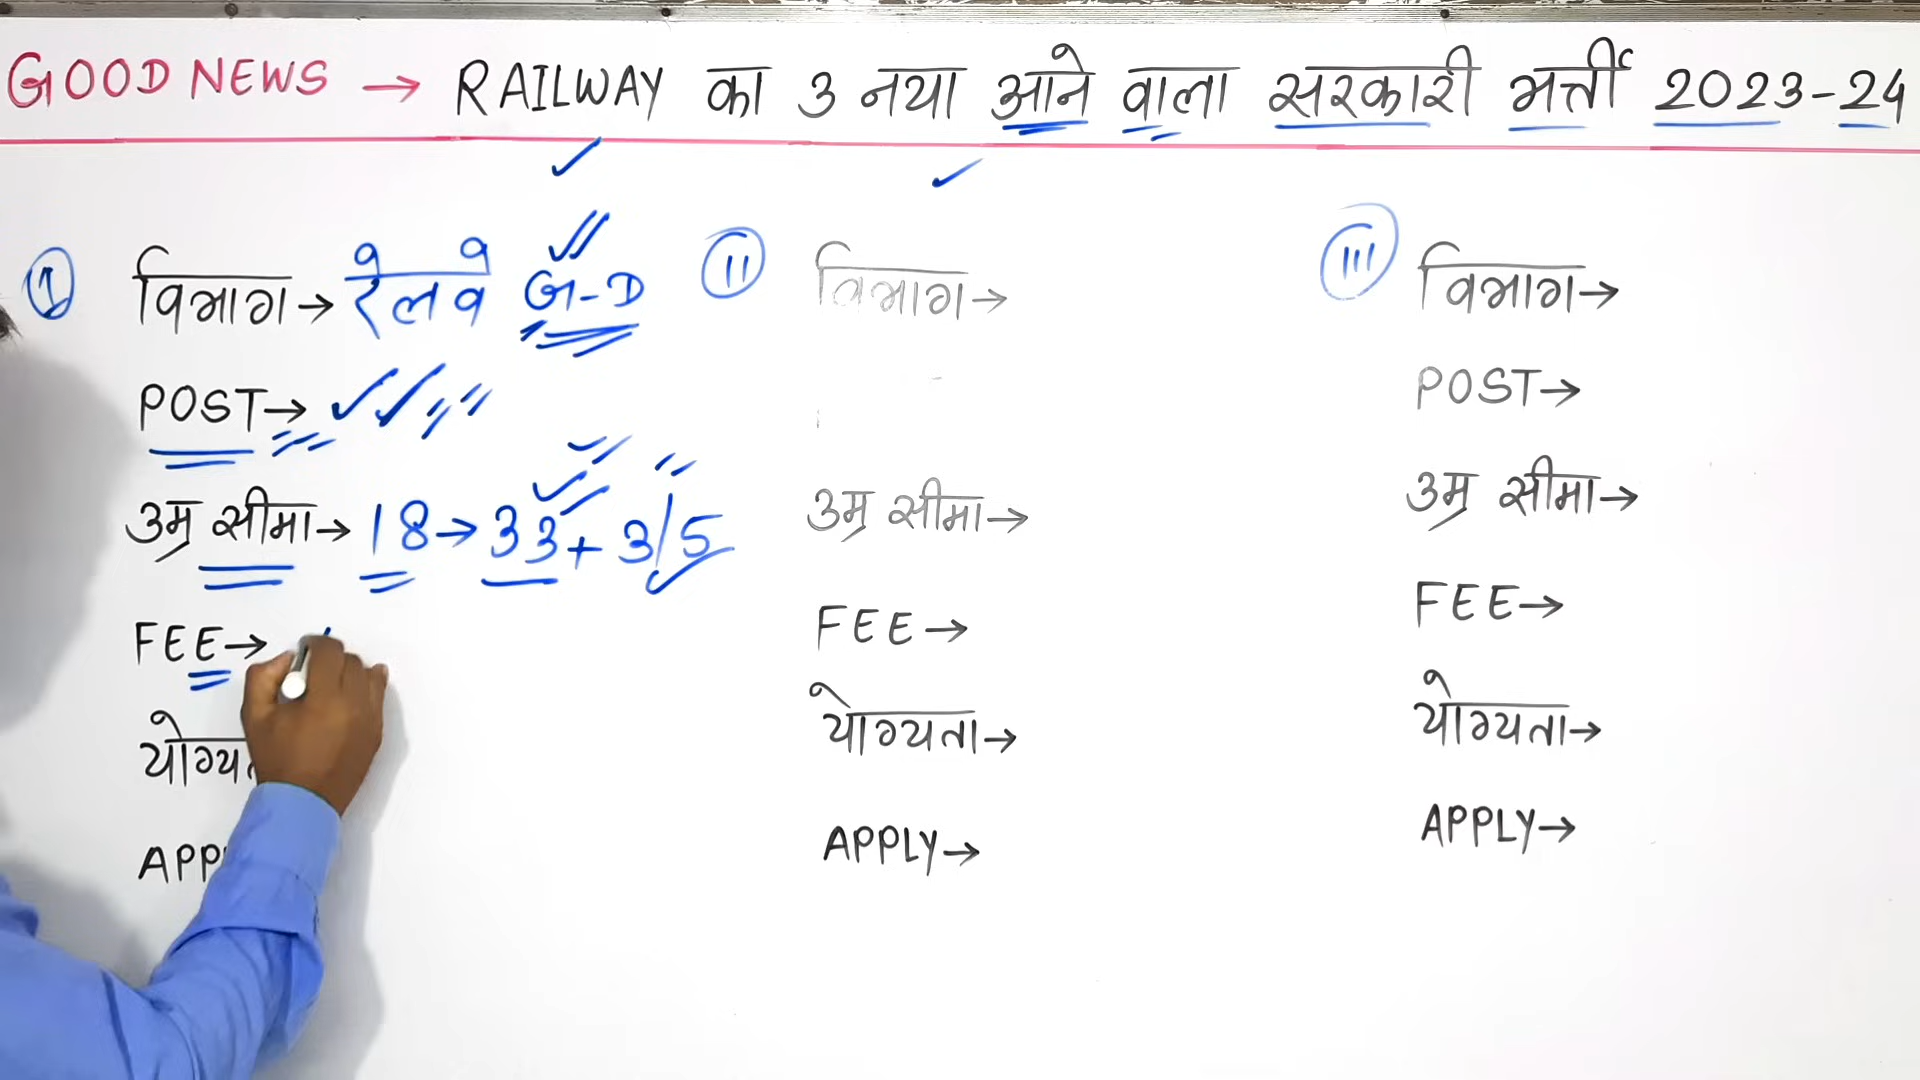 GOOD NEWS → RAILWAY का 3 नया आने वाला सरकारी भर्ती 2023-24
I विभाग → रेलवे G-D
POST →
उम्र सीमा → 18 → 33 + 3/5
FEE →
APP
II विभाग →
उम्र सीमा →
FEE →
योग्यता →
APPLY →
III विभाग →
POST →
उम्र सीमा →
FEE →
योग्यता →
APPLY →